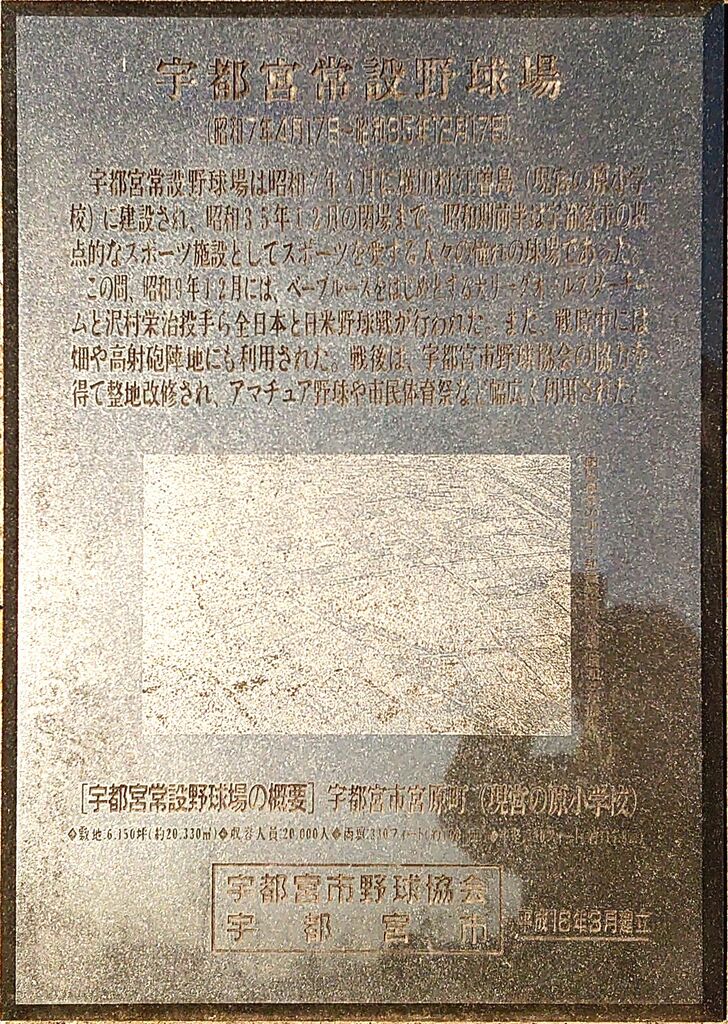 宇都宮常設野球場
(昭和7年4月17日~昭和35年12月17日)
宇都宮常設野球場は昭和7年4月に横川村江曽島(現宮の原小学
校)に建設され、昭和35年12月の閉場まで、昭和期前半は宇都宮市の拠
点的なスポーツ施設としてスポーツを愛する人々の憧れの球場であった。
この間、昭和9年12月には、ベーブルースをはじめとする大リーグオールスターチー
ムと沢村栄治投手ら全日本と日米野球戦が行われた。また、戦時中には
畑や高射砲陣地にも利用された。戦後は、宇都宮市野球協会の協力を
得て整地改修され、アマチュア野球や市民体育祭など幅広く利用された。
[宇都宮常設野球場の概要] 宇都宮市宮原町(現宮の原小学校)
◆敷地:6,150坪(約20,330㎡)◆収容人員:20,000人◆両翼:310フィート
宇都宮市野球協会
宇都宮市
平成16年3月建立